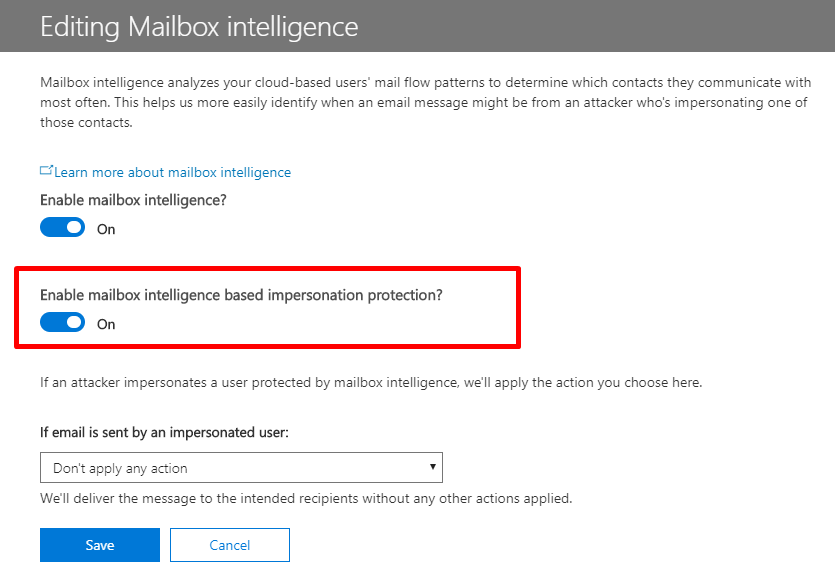 Editing Mailbox intelligence
Mailbox intelligence analyzes your cloud-based users' mail flow patterns to determine which contacts they communicate with
most often. This helps us more easily identify when an email message might be from an attacker who's impersonating one of
those contacts.
Learn more about mailbox intelligence
Enable mailbox intelligence?
On
Enable mailbox intelligence based impersonation protection?
On
If an attacker impersonates a user protected by mailbox intelligence, we'll apply the action you choose here.
If email is sent by an impersonated user:
Don't apply any action
We'll deliver the message to the intended recipients without any other actions applied.
Save Cancel